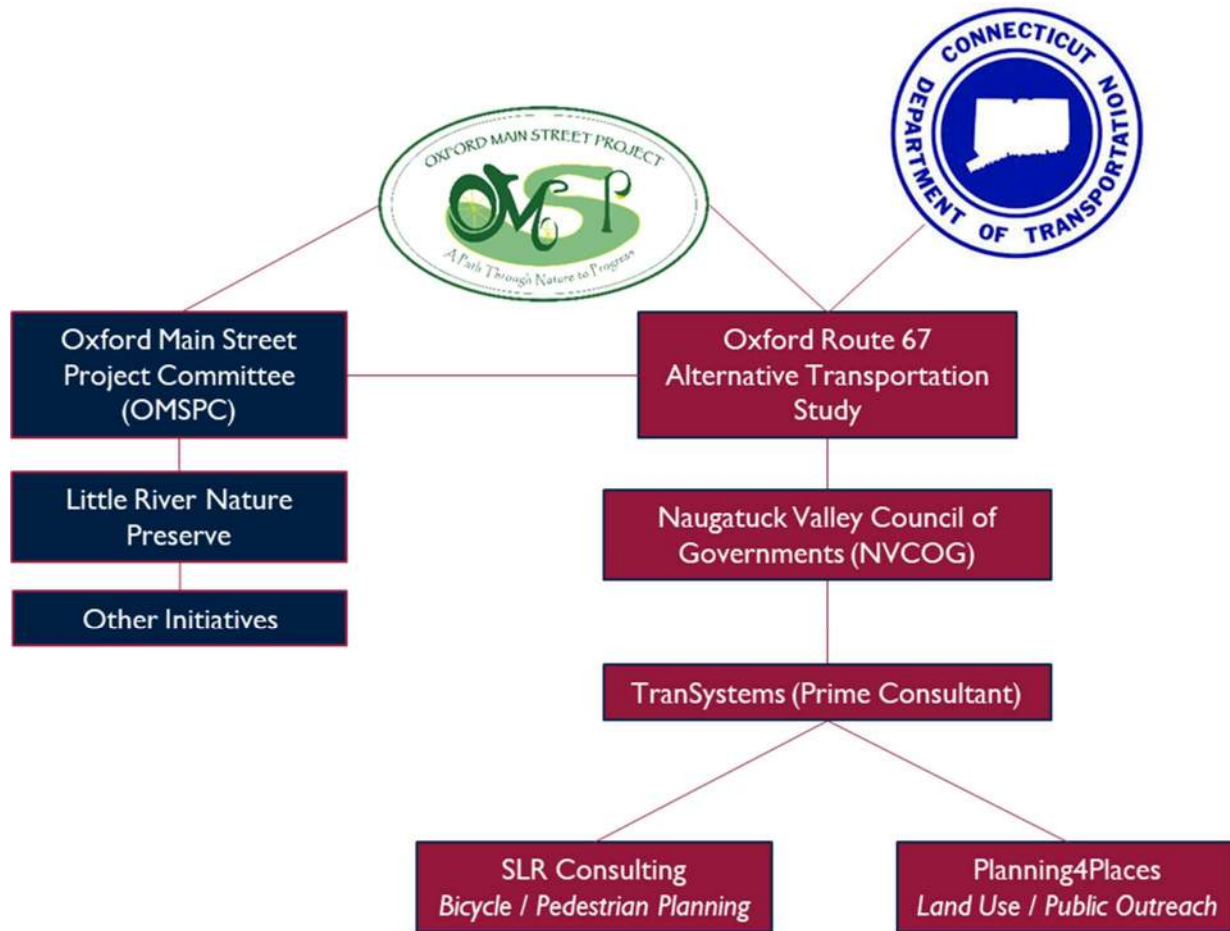 OXFORD MAIN STREET PROJECT
OMSP
A Path Through Nature to Progress
CONNECTICUT
DEPARTMENT OF TRANSPORTATION
Oxford Main Street
Project Committee
(OMSPC)
Oxford Route 67
Alternative Transportation
Study
Little River Nature
Preserve
Naugatuck Valley Council of
Governments (NVCOG)
Other Initiatives
TranSystems (Prime Consultant)
SLR Consulting
Bicycle / Pedestrian Planning
Planning4Places
Land Use / Public Outreach